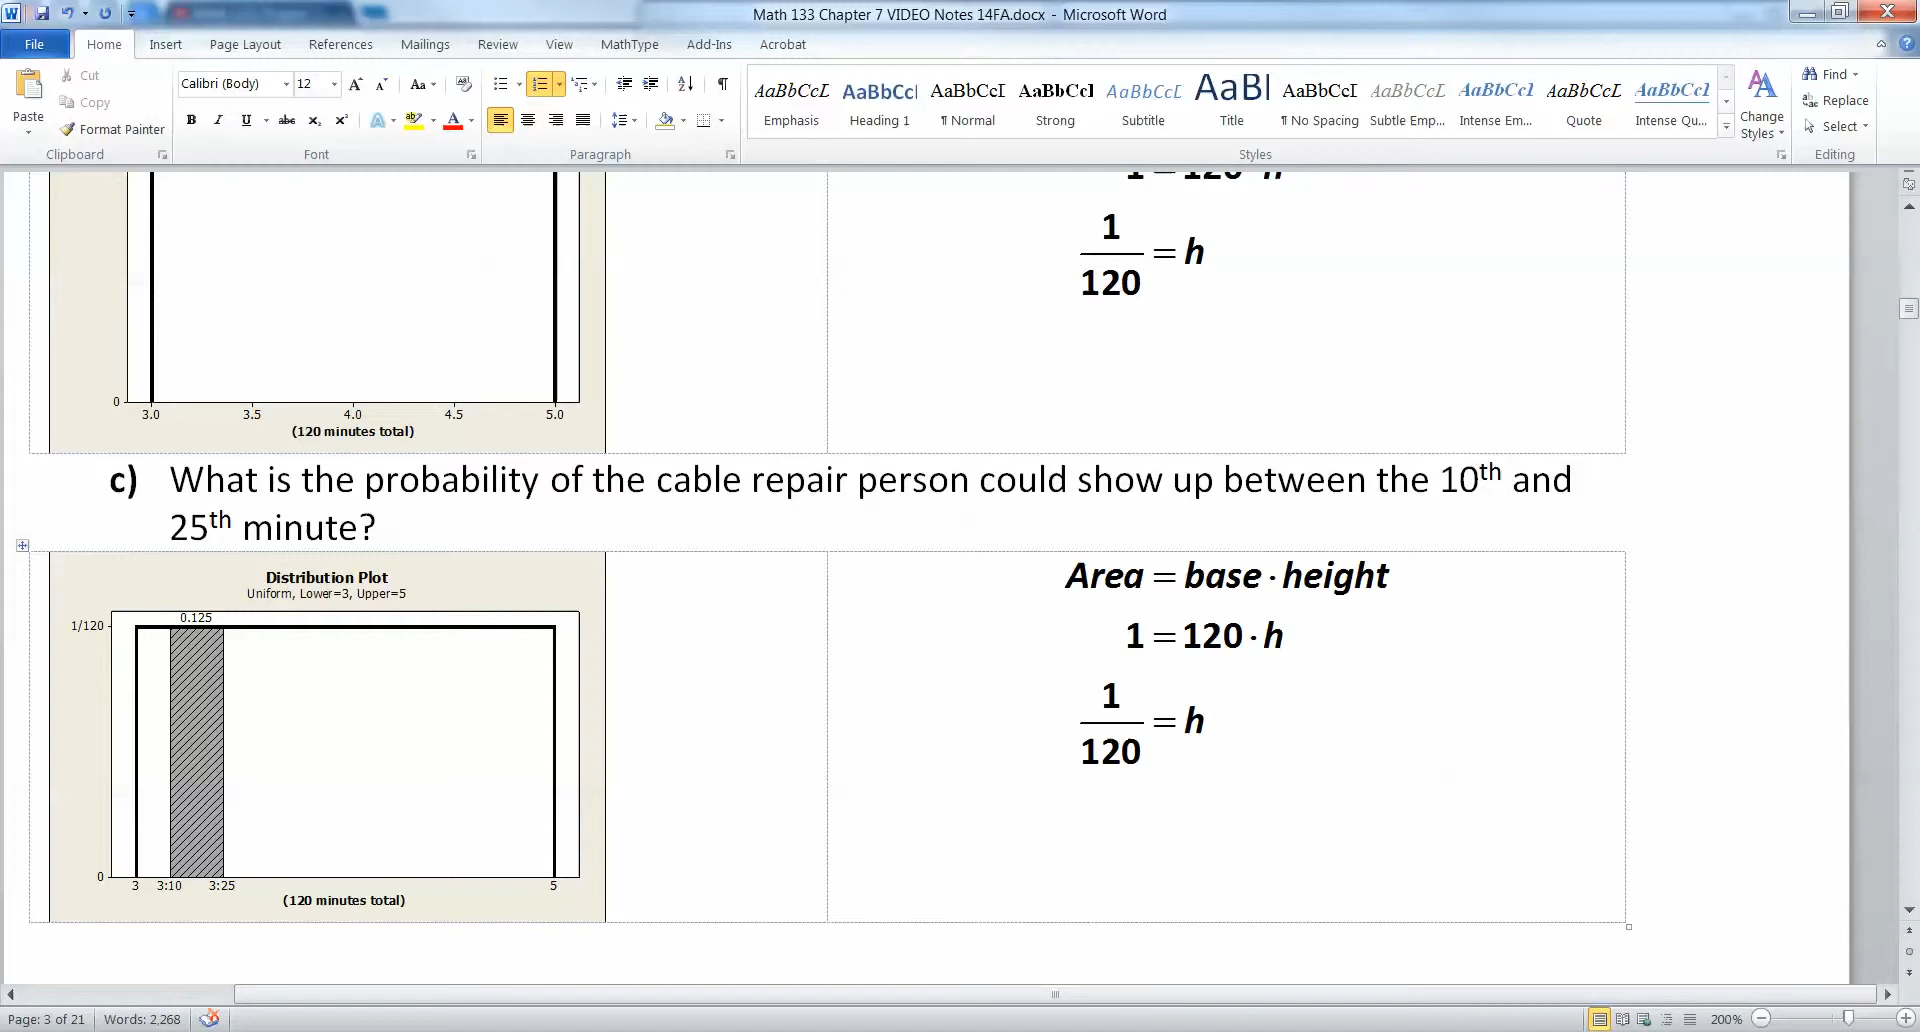 Math 133 Chapter 7 VIDEO Notes 14FA.docx - Microsoft Word
File Home Insert Page Layout References Mailings Review View MathType Add-Ins Acrobat
Paste
Cut
Copy
Format Painter
Clipboard
Calibri (Body) 12
Font
Paragraph
AaBbCcL AaBbCcl AaBbCcI AaBbCcI AaBbCcL AaBl AaBbCcI AaBbCcL AaBbCcI AaBbCcL AaBbCcl
Emphasis Heading 1 ¶ Normal Strong Subtitle Title ¶ No Spacing Subtle Emp... Intense Em... Quote Intense Qu...
Styles
Change Styles
Find
Replace
Select
Editing
1 = 120 · h
1/120 = h
0
3.0 3.5 4.0 4.5 5.0
(120 minutes total)
c) What is the probability of the cable repair person could show up between the 10th and
25th minute?
Distribution Plot
Uniform, Lower=3, Upper=5
0.125
1/120
0
3 3:10 3:25 5
(120 minutes total)
Area = base · height
1 = 120 · h
1/120 = h
Page: 3 of 21 Words: 2,268 200%